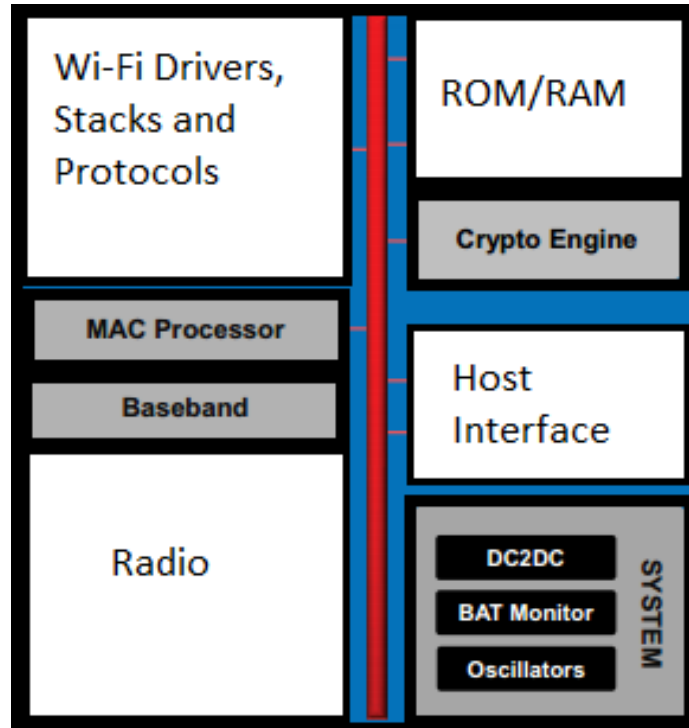 Wi-Fi Drivers,
Stacks and
Protocols
MAC Processor
Baseband
Radio
ROM/RAM
Crypto Engine
Host
Interface
DC2DC
BAT Monitor
Oscillators
SYSTEM